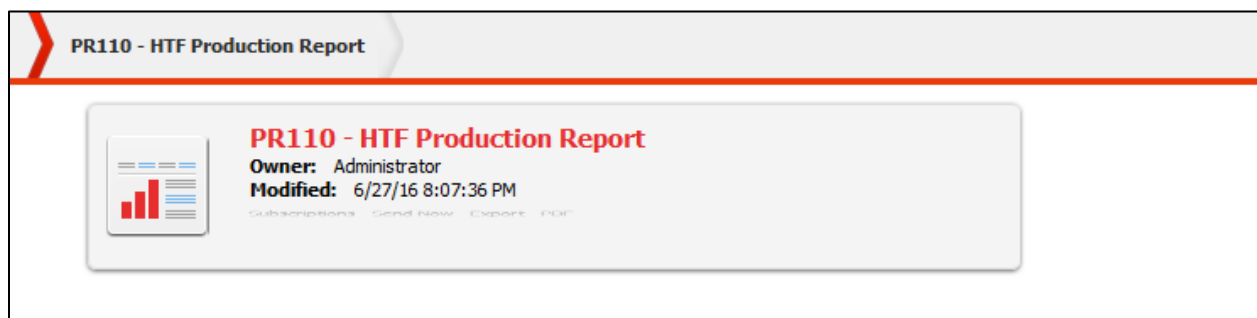 PR110 - HTF Production Report
PR110 - HTF Production Report
Owner: Administrator
Modified: 6/27/16 8:07:36 PM
Subscriptions Send Now Export PDF